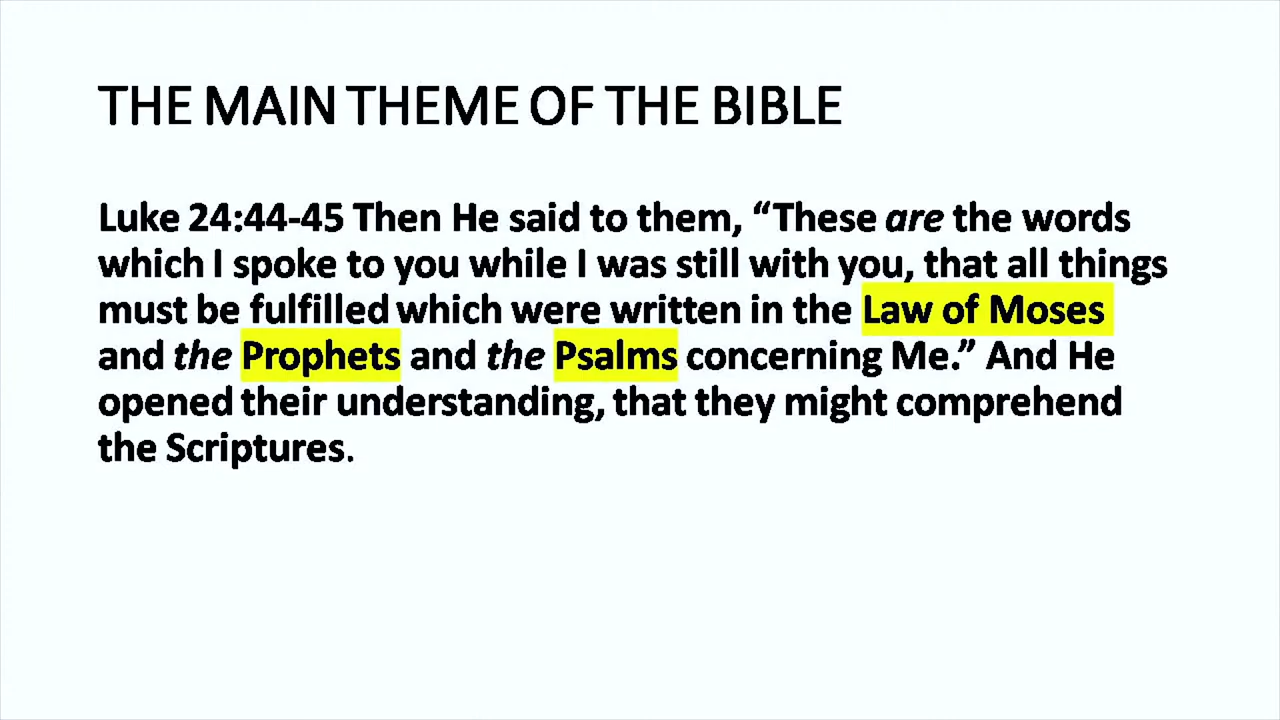 THE MAIN THEME OF THE BIBLE
Luke 24:44-45 Then He said to them, “These are the words
which I spoke to you while I was still with you, that all things
must be fulfilled which were written in the Law of Moses
and the Prophets and the Psalms concerning Me.” And He
opened their understanding, that they might comprehend
the Scriptures.